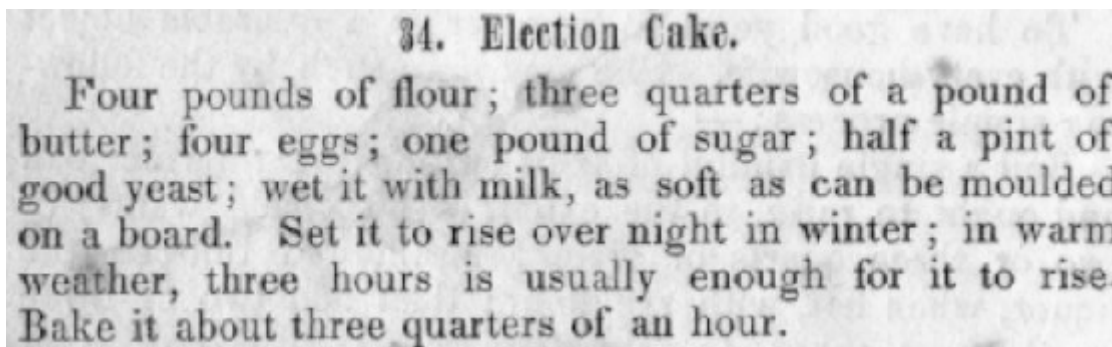 34. Election Cake.
Four pounds of flour; three quarters of a pound of
butter; four eggs; one pound of sugar; half a pint of
good yeast; wet it with milk, as soft as can be moulded
on a board. Set it to rise over night in winter; in warm
weather, three hours is usually enough for it to rise.
Bake it about three quarters of an hour.